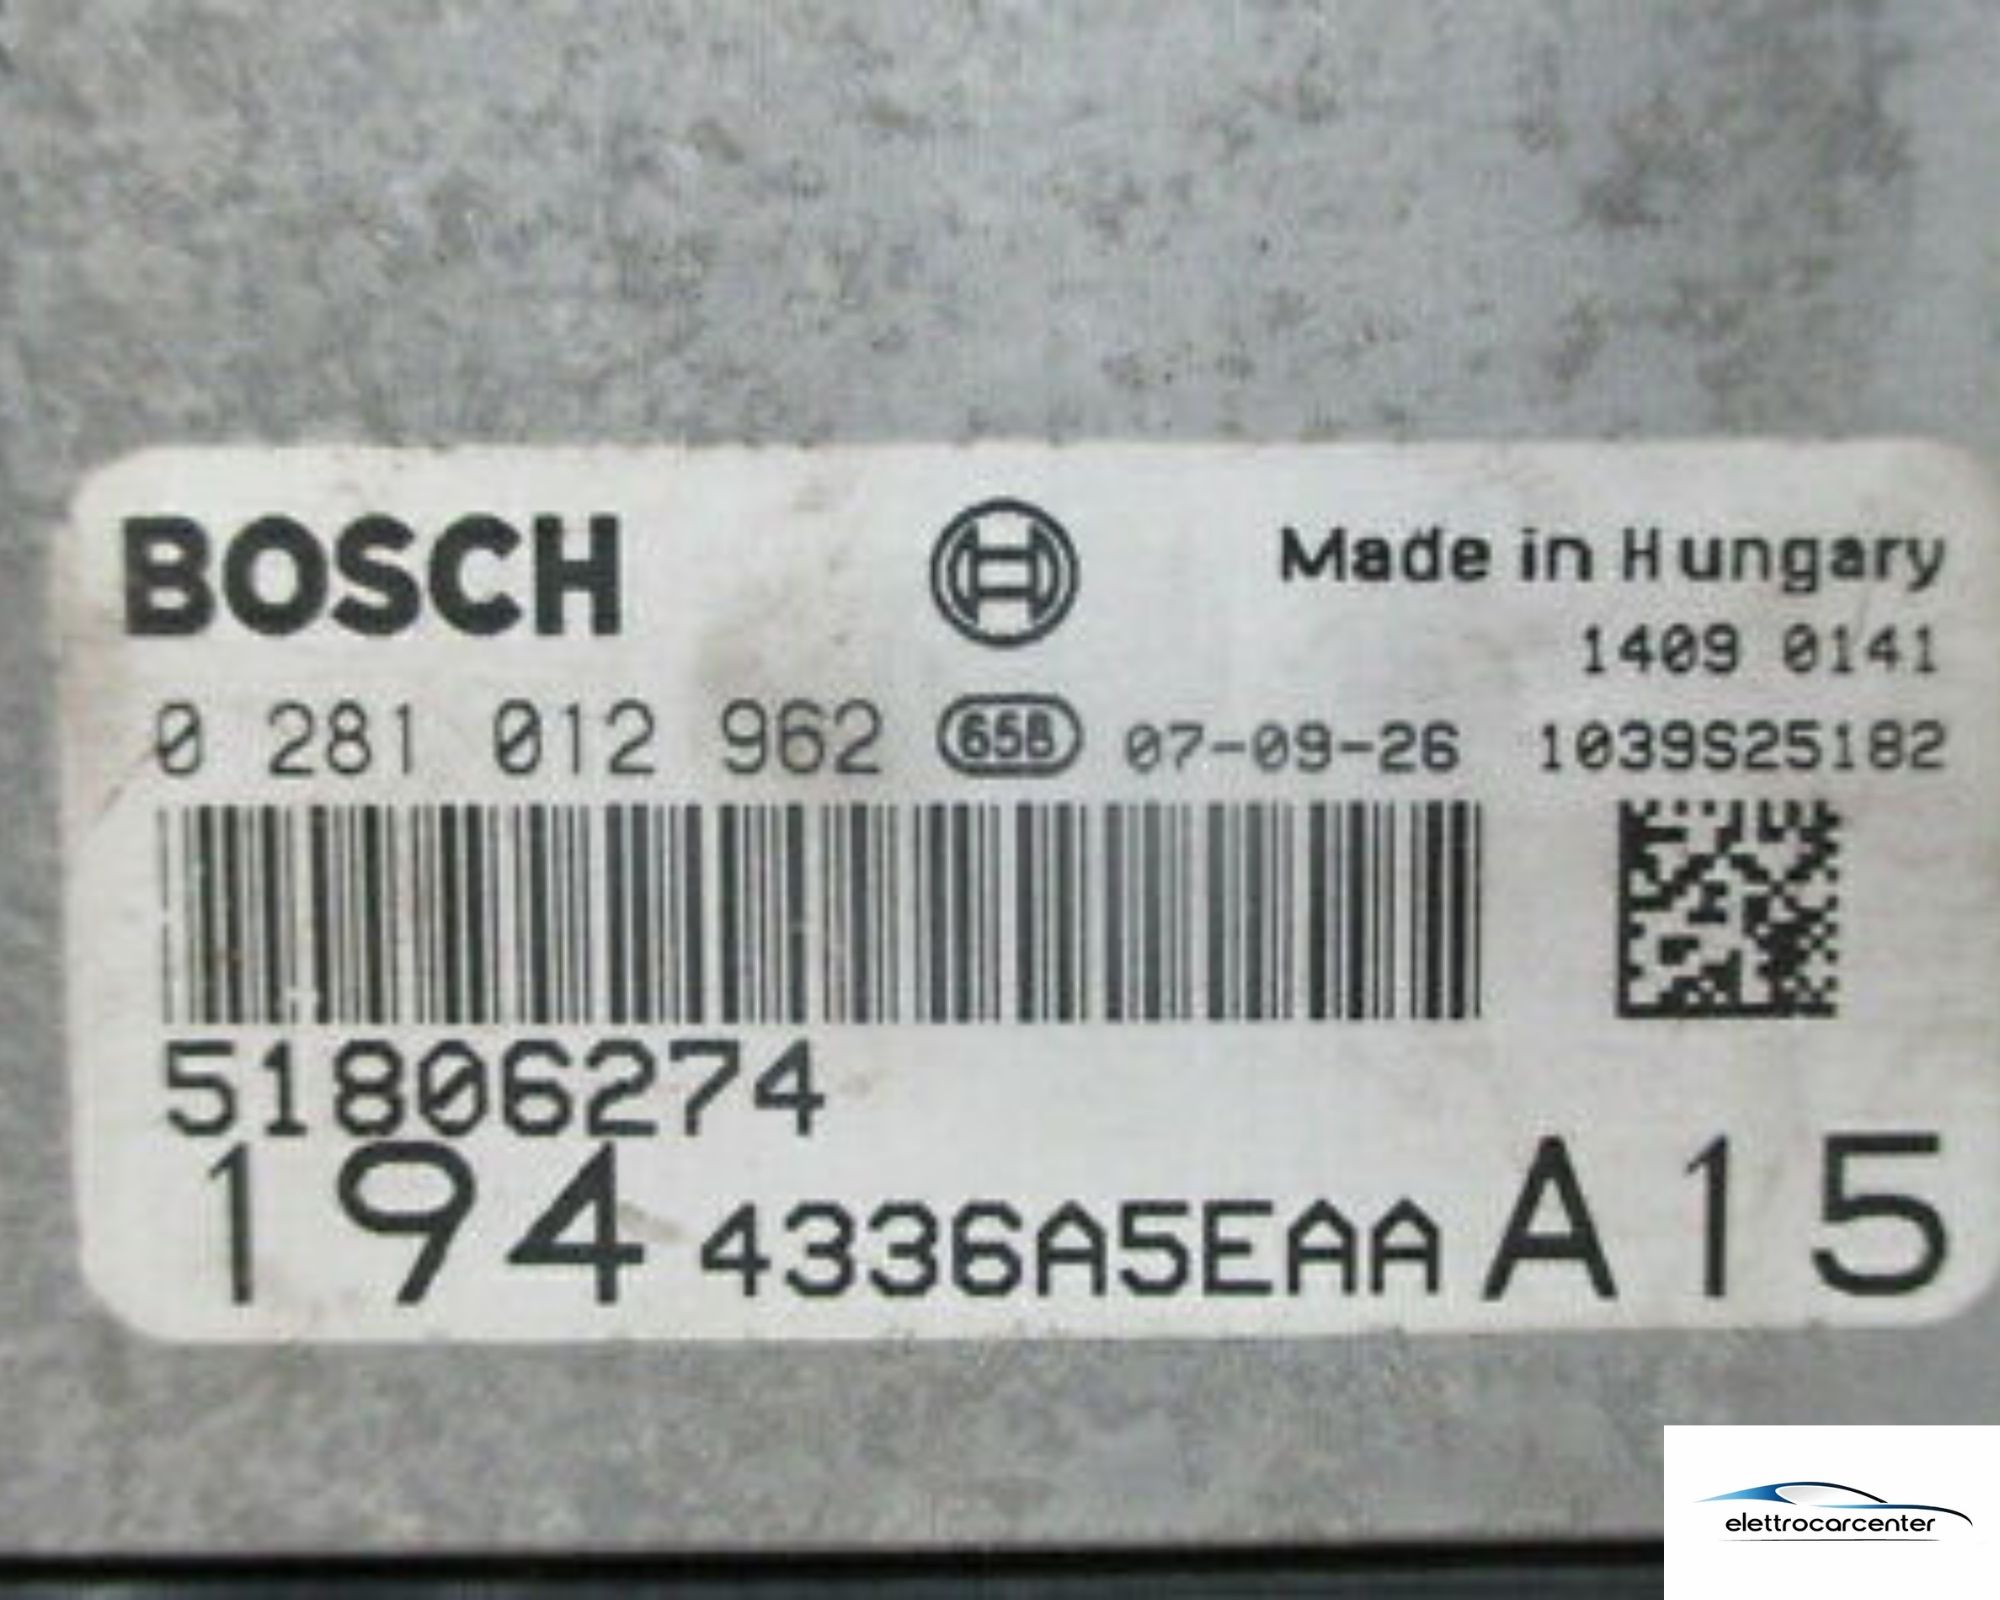 BOSCH
Made in Hungary
1409 0141
0 281 012 962 65B 07-09-26 1039S25182
51806274
194 4336A5EAA A15
elettrocarcenter